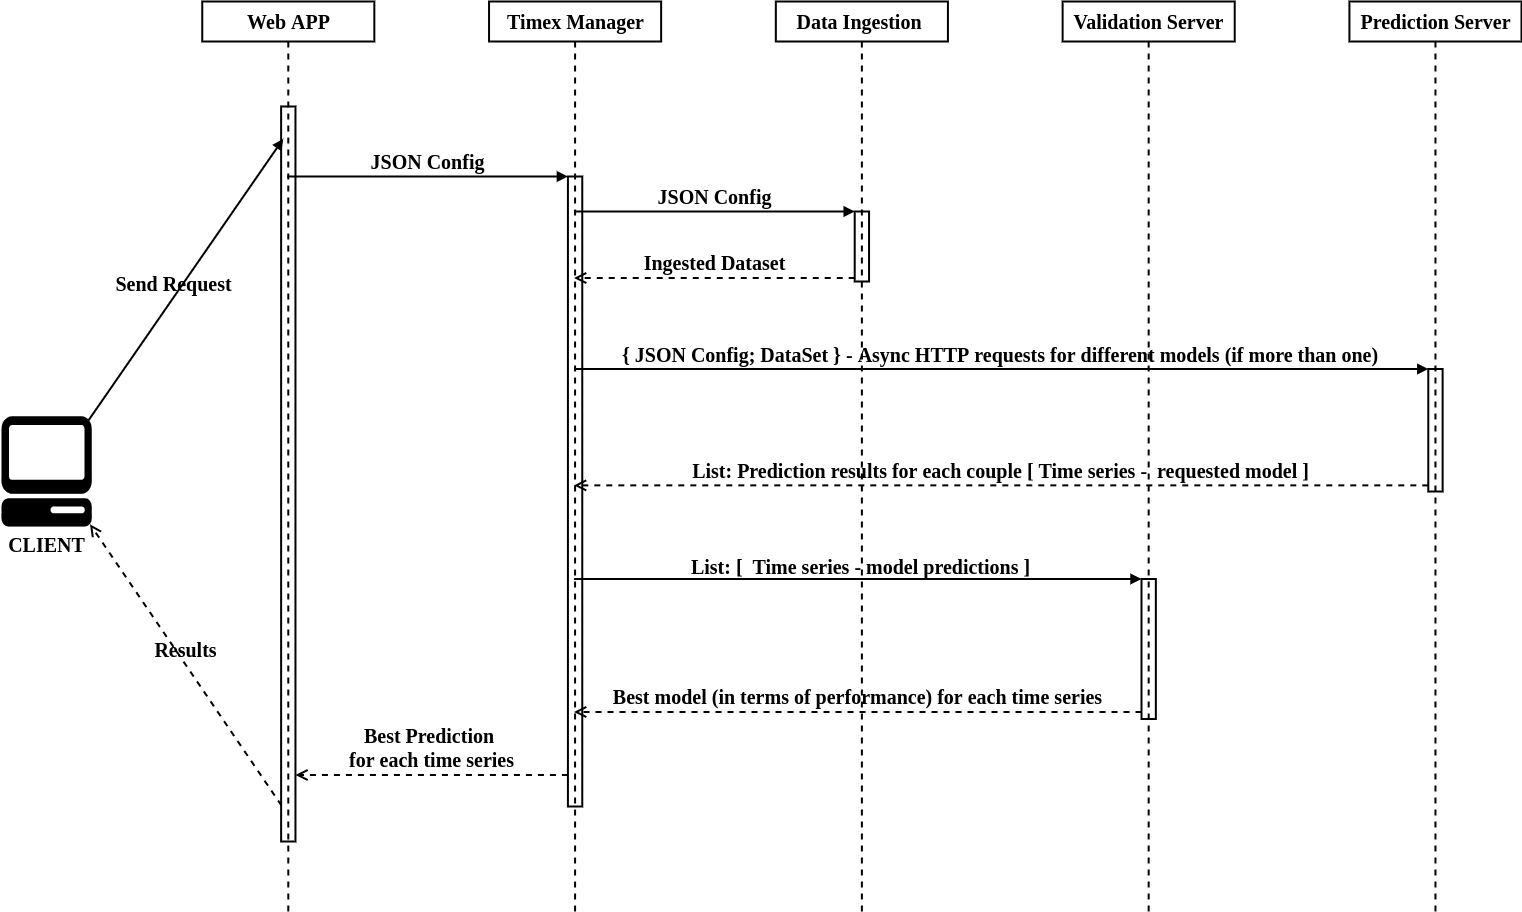 Web APP
Timex Manager
Data Ingestion
Validation Server
Prediction Server
JSON Config
JSON Config
Ingested Dataset
Send Request
{ JSON Config; DataSet } - Async HTTP requests for different models (if more than one)
List: Prediction results for each couple [ Time series -  requested model ]
CLIENT
List: [  Time series - model predictions ]
Results
Best model (in terms of performance) for each time series
Best Prediction
for each time series